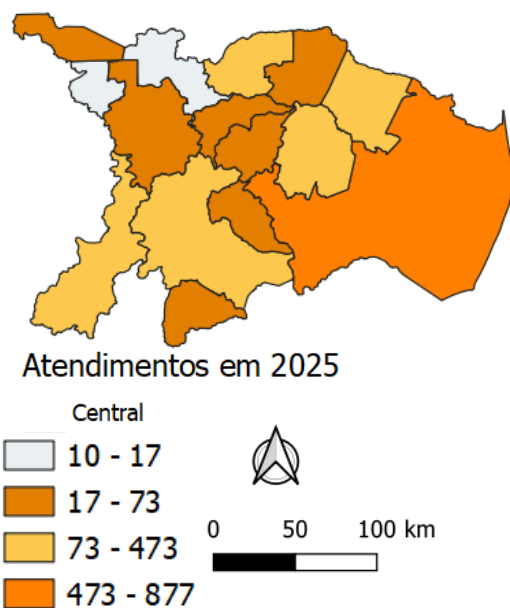 Atendimentos em 2025
Central
10 - 17
17 - 73
73 - 473
473 - 877
0 50 100 km